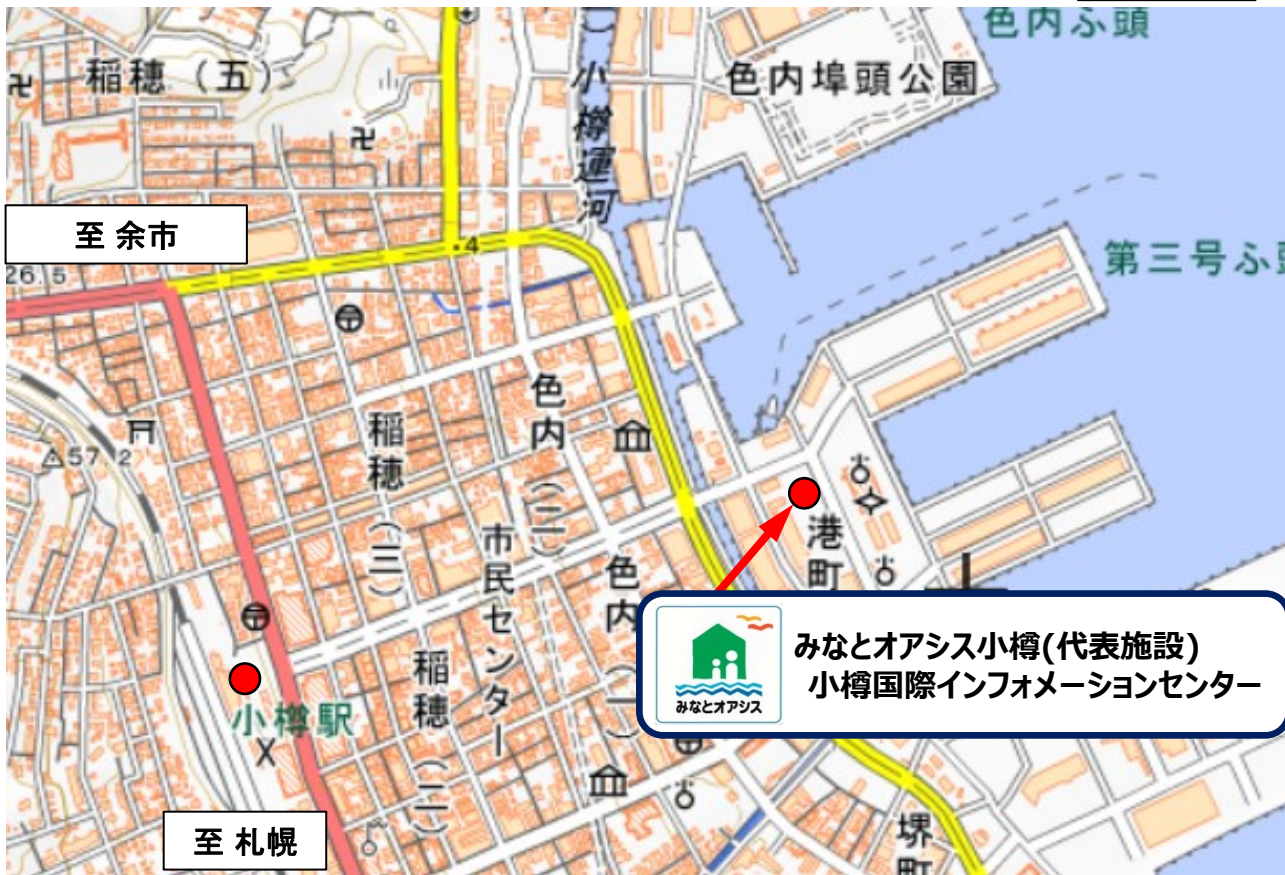 色内ふ頭
稲穂（五）
色内埠頭公園
小樽運河
至 余市
26.5
4
第三号ふ
57.2
稲穂（三）
色内（二）
市民センター
色内（一）
港町
みなとオアシス小樽(代表施設)
小樽国際インフォメーションセンター
みなとオアシス
小樽駅
稲穂（二）
至 札幌
堺町